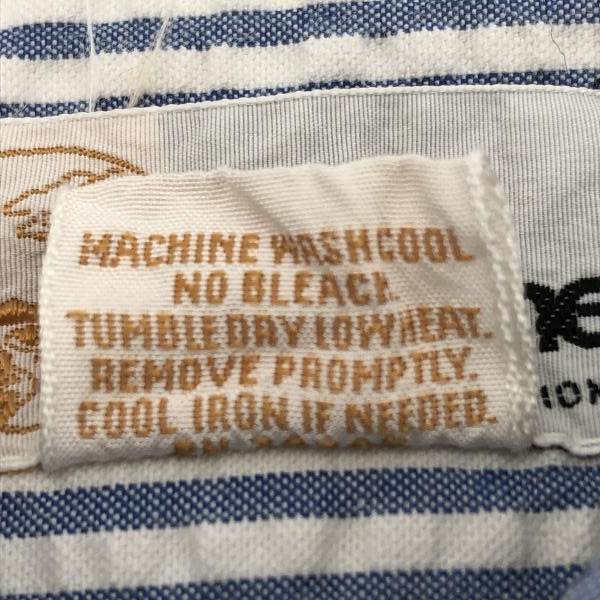 MACHINE WASH COOL
NO BLEACH
TUMBLE DRY LOW HEAT.
REMOVE PROMPTLY.
COOL IRON IF NEEDED.